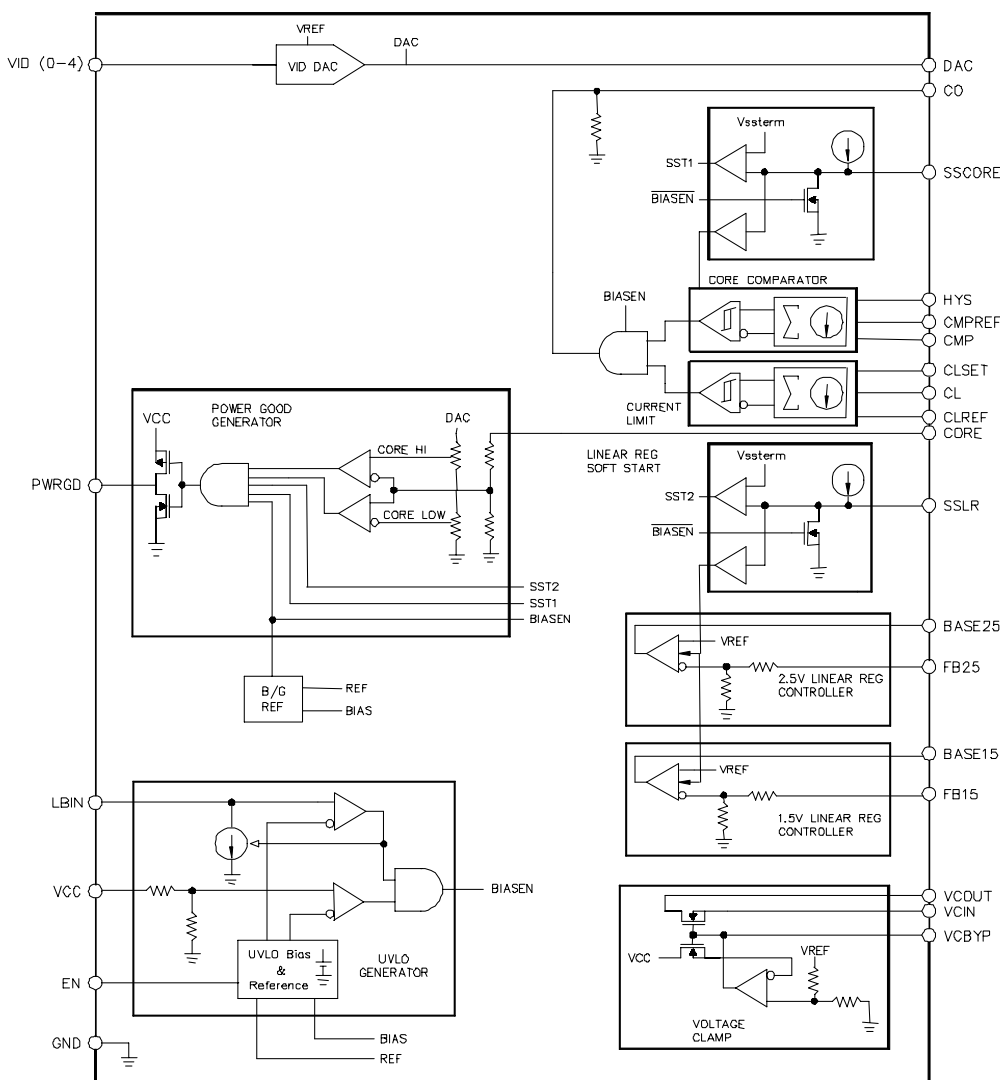 VREF
DAC
VID (0-4)
VID DAC
DAC
CO
Vssterm
SST1
SSCORE
BIASEN
CORE COMPARATOR
BIASEN
HYS
CMPREF
CMP
CLSET
CL
CURRENT
LIMIT
CLREF
CORE
POWER GOOD
GENERATOR
VCC
DAC
CORE HI
PWRGD
CORE LOW
LINEAR REG
SOFT START
Vssterm
SST2
SSLR
BIASEN
SST2
SST1
BIASEN
B/G
REF
REF
BIAS
BASE25
VREF
FB25
2.5V LINEAR REG
CONTROLLER
BASE15
VREF
FB15
1.5V LINEAR REG
CONTROLLER
LBIN
VCC
BIASEN
UVLO Bias
&
Reference
UVLO
GENERATOR
EN
GND
BIAS
REF
VCOUT
VCIN
VCBYP
VCC
VREF
VOLTAGE
CLAMP